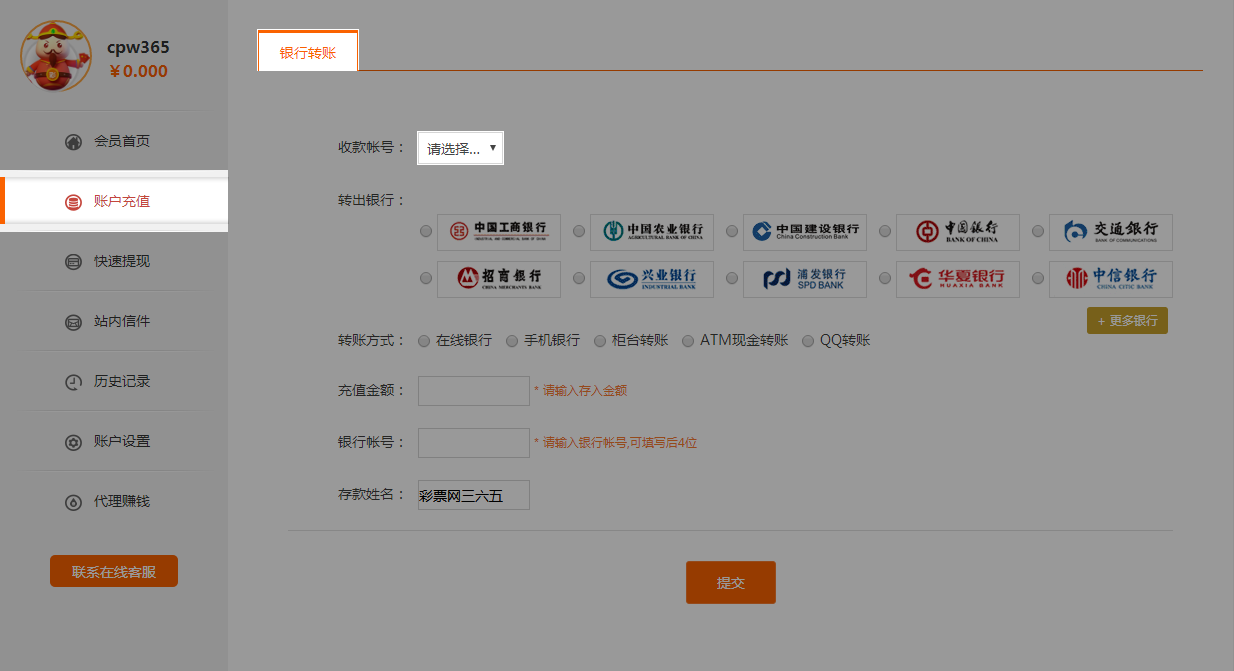 cpw365
￥0.000
会员首页
账户充值
快速提现
站内信件
历史记录
账户设置
代理赚钱
联系在线客服
银行转账
收款帐号： 请选择...
转出银行：
中国工商银行 中国农业银行 中国建设银行 中国银行 交通银行
INDUSTRIAL AND COMMERCIAL BANK OF CHINA AGRICULTURAL BANK OF CHINA China Construction Bank BANK OF CHINA BANK OF COMMUNICATIONS
招商银行 兴业银行 浦发银行 华夏银行 中信银行
CHINA MERCHANTS BANK INDUSTRIAL BANK SPD BANK HUAXIA BANK CHINA CITIC BANK
+ 更多银行
转账方式： 在线银行 手机银行 柜台转账 ATM现金转账 QQ转账
充值金额： * 请输入存入金额
银行帐号： * 请输入银行帐号,可填写后4位
存款姓名： 彩票网三六五
提交